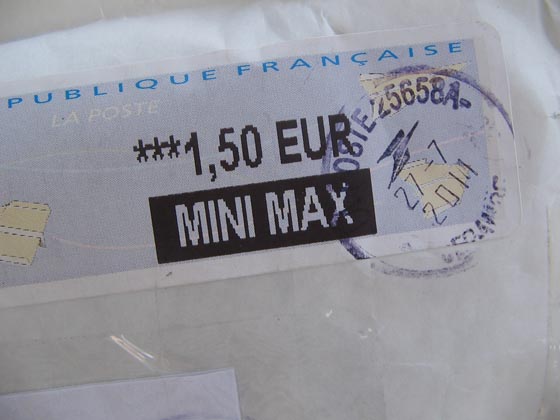 PUBLIQUE FRANÇAISE
LA POSTE
***1,50 EUR
MINI MAX
25658A-
2011